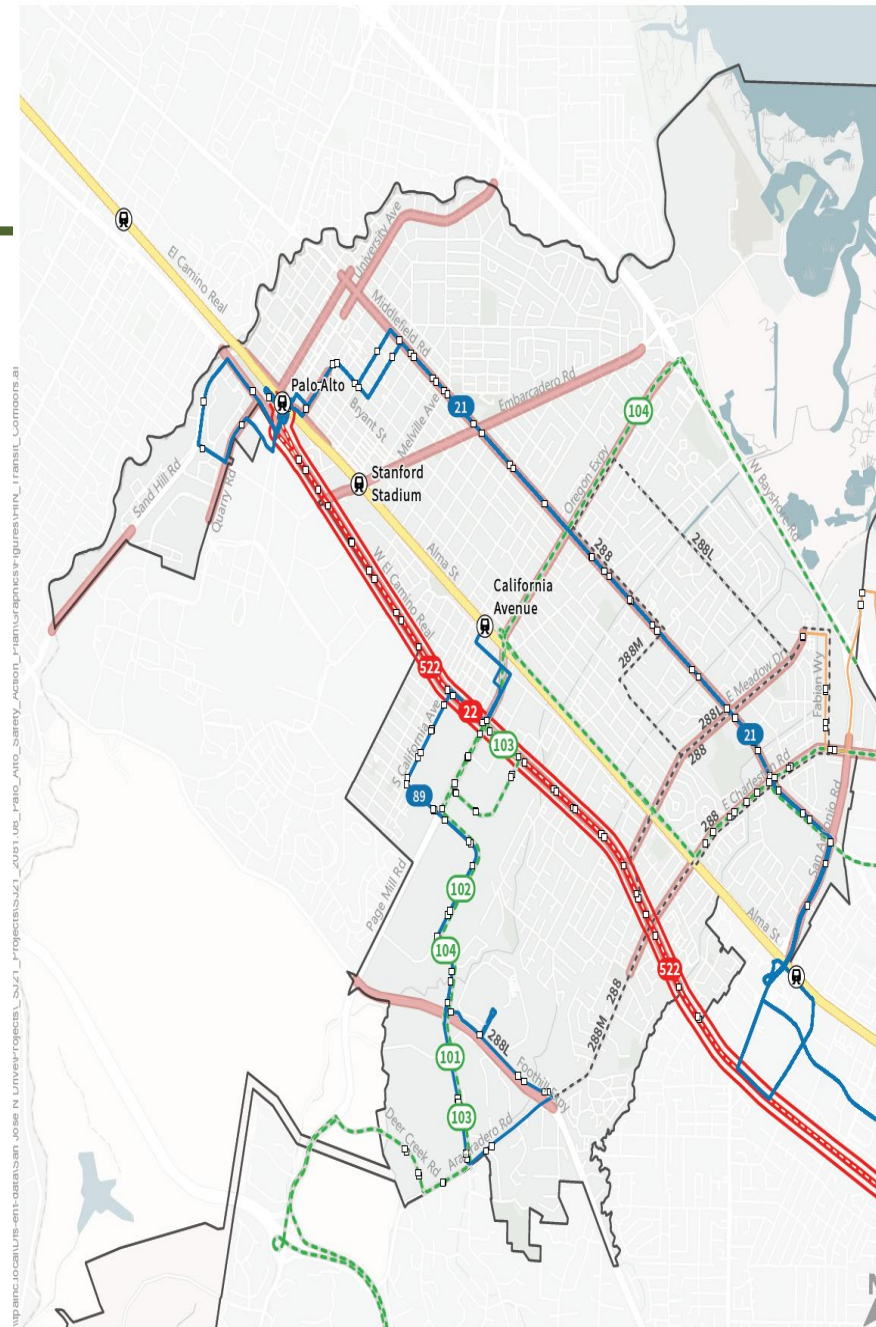 El Camino Real
University Ave
Middlefield Rd
Palo Alto
Bryant St
Melville Ave
Embarcadero Rd
21
104
Sand Hill Rd
Quarry Rd
Stanford
Stadium
Oregon Expy
W Bayshore Rd
288
288L
Alma St
California
Avenue
W El Camino Real
288M
522
22
S California Ave
E Meadow Dr
288L
288
Fabian Wy
21
103
E Charleston Rd
288
89
San Antonio Rd
Page Mill Rd
102
Alma St
104
522
288
288M
288L
101
Foothill Expy
103
Arastradero Rd
Deer Creek Rd
N